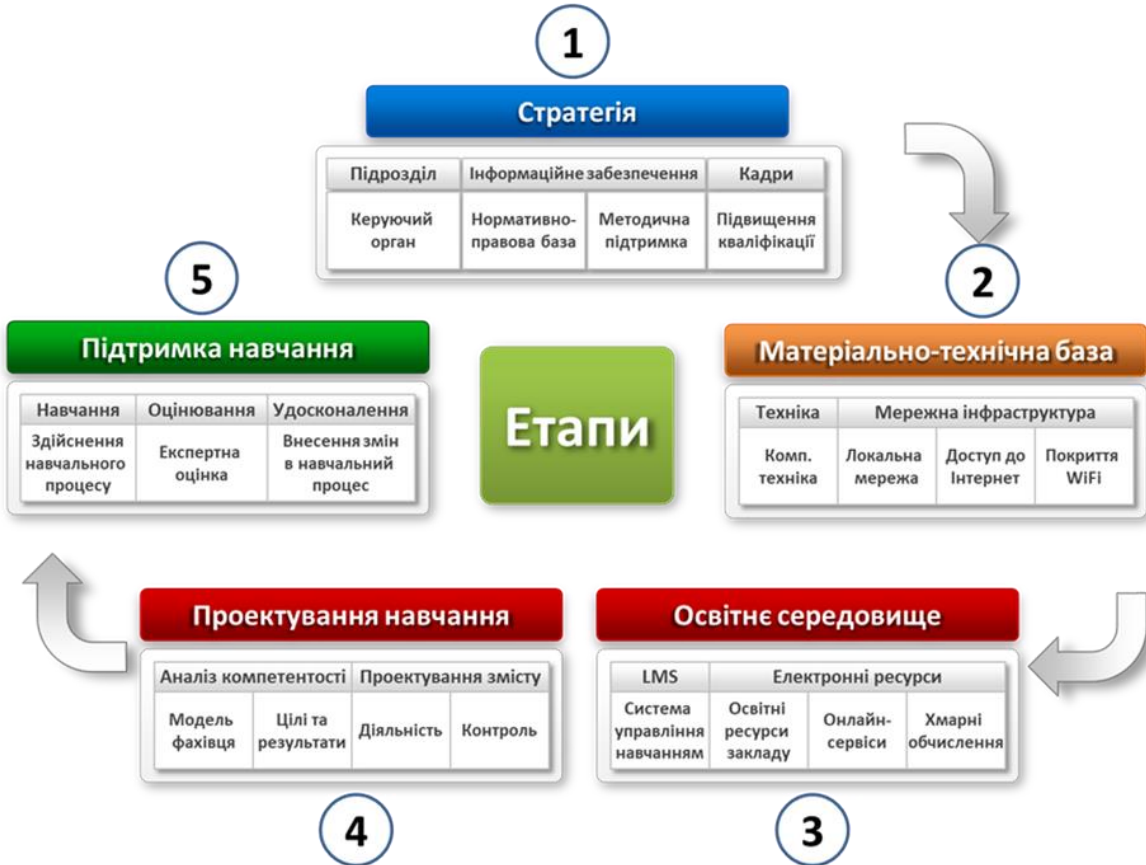 1
Стратегія
Підрозділ Інформаційне забезпечення Кадри
Керуючий Нормативно- Методична Підвищення
орган правова база підтримка кваліфікації
2
Матеріально-технічна база
Техніка Мережна інфраструктура
Комп. Локальна Доступ до Покриття
техніка мережа Інтернет WiFi
3
Освітнє середовище
LMS Електронні ресурси
Система Освітні Онлайн- Хмарні
управління ресурси сервіси обчислення
навчанням закладу
4
Проектування навчання
Аналіз компетентості Проектування змісту
Модель Цілі та Діяльність Контроль
фахівця результати
5
Підтримка навчання
Навчання Оцінювання Удосконалення
Здійснення Експертна Внесення змін
навчального оцінка в навчальний
процесу процес
Етапи